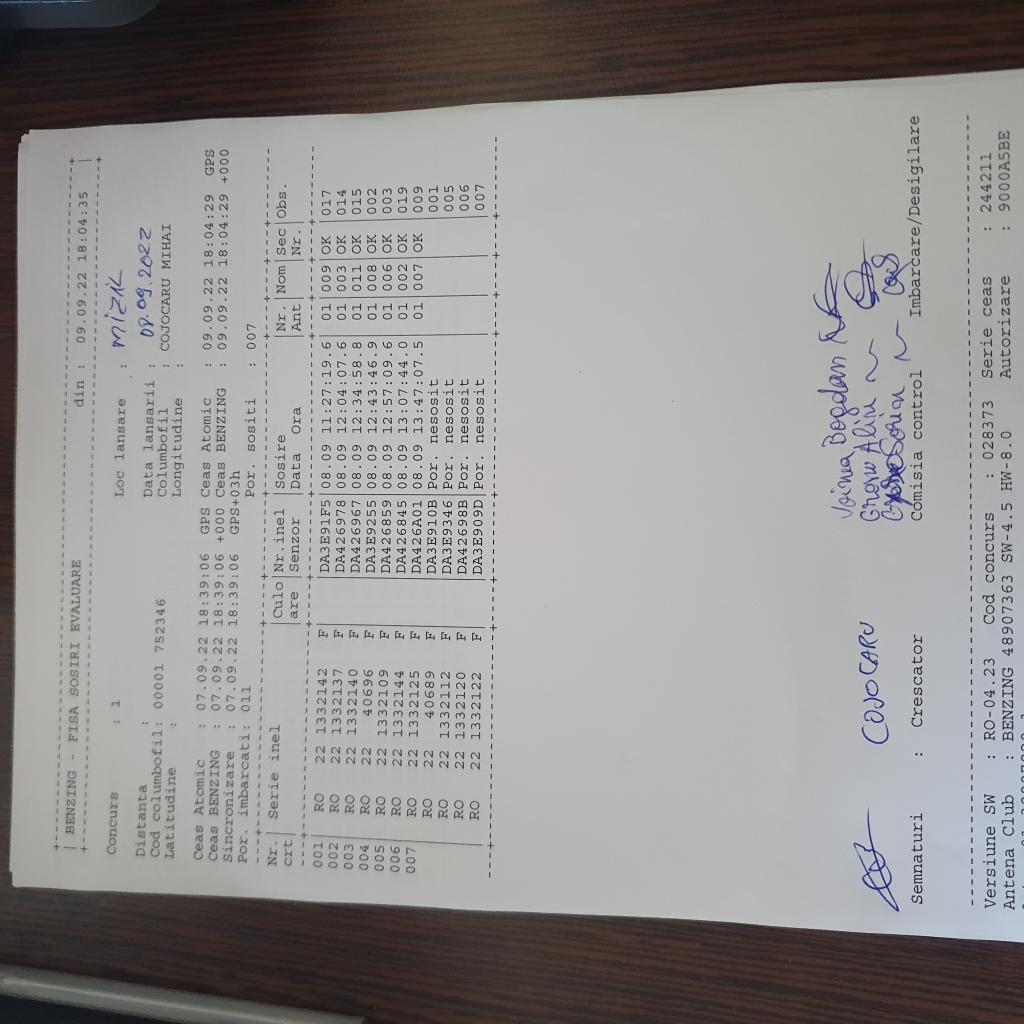 BENZING - FISA SOSIRI EVALUARE din : 09.09.22 18:04:35
Concurs : 1 Loc lansare : MIZIL
Distanta : Data lansarii : 08.09.2022
Cod columbofil: 00001 752346 Columbofil : COJOCARU MIHAI
Latitudine : Longitudine :
Ceas Atomic : 07.09.22 18:39:06 GPS Ceas Atomic : 09.09.22 18:04:29 GPS
Ceas BENZING : 07.09.22 18:39:06 +000 Ceas BENZING : 09.09.22 18:04:29 +000
Sincronizare : 07.09.22 18:39:06 GPS+03h
Por. imbarcati: 011 Por. sositi : 007
Nr. | Serie inel | Culo | Nr.inel | Sosire | Nr. | Nom | Sec | Obs.
crt | are | Senzor | Data Ora | Ant | Nr.
001 RO 22 1332142 F DA3E91F5 08.09 11:27:19.6 01 009 OK 017
002 RO 22 1332137 F DA426978 08.09 12:04:07.6 01 003 OK 014
003 RO 22 1332140 F DA426967 08.09 12:34:58.8 01 011 OK 015
004 RO 22 40696 F DA3E9255 08.09 12:43:46.9 01 008 OK 002
005 RO 22 1332109 F DA426859 08.09 12:57:09.6 01 006 OK 003
006 RO 22 1332144 F DA426845 08.09 13:07:44.0 01 002 OK 019
007 RO 22 1332125 F DA426A01 08.09 13:47:07.5 01 007 OK 009
RO 22 40689 F DA3E910B Por. nesosit 001
RO 22 1332112 F DA3E9346 Por. nesosit 005
RO 22 1332120 F DA42698B Por. nesosit 006
RO 22 1332122 F DA3E909D Por. nesosit 007
Voinea Bogdan
COJOCARU Grosu Alin
Sorin
Semnaturi : Crescator Comisia control Imbarcare/Desigilare
Versiune SW : RO-04.23 Cod concurs : 028373 Serie ceas : 244211
Antena Club : BENZING 48907363 SW-4.5 HW-8.0 Autorizare : 9000A5BE